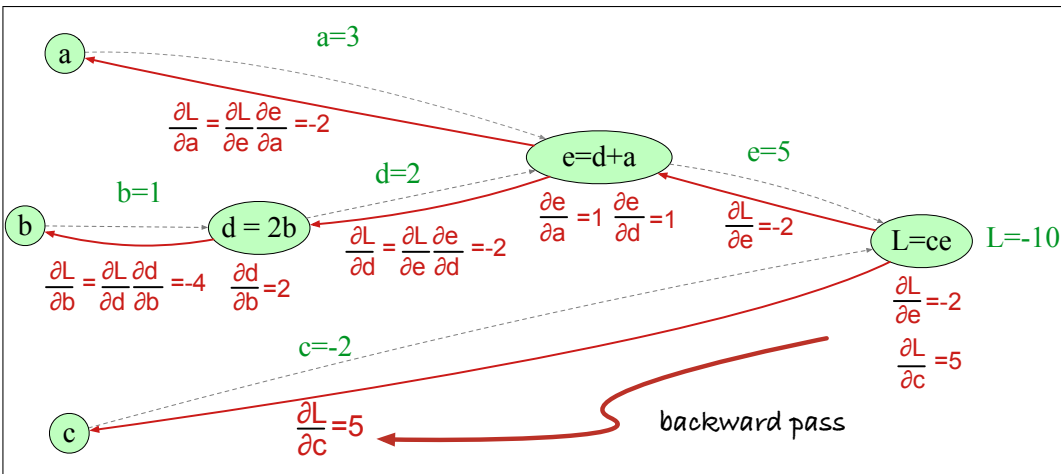 a=3
a
∂L/∂a = ∂L/∂e ∂e/∂a =-2
e=d+a
e=5
d=2
b=1
b
d = 2b
∂L/∂b = ∂L/∂d ∂d/∂b =-4
∂d/∂b =2
∂L/∂d = ∂L/∂e ∂e/∂d =-2
∂e/∂a =1 ∂e/∂d =1
∂L/∂e =-2
L=ce
L=-10
∂L/∂e =-2
∂L/∂c =5
c=-2
c
∂L/∂c =5
backward pass